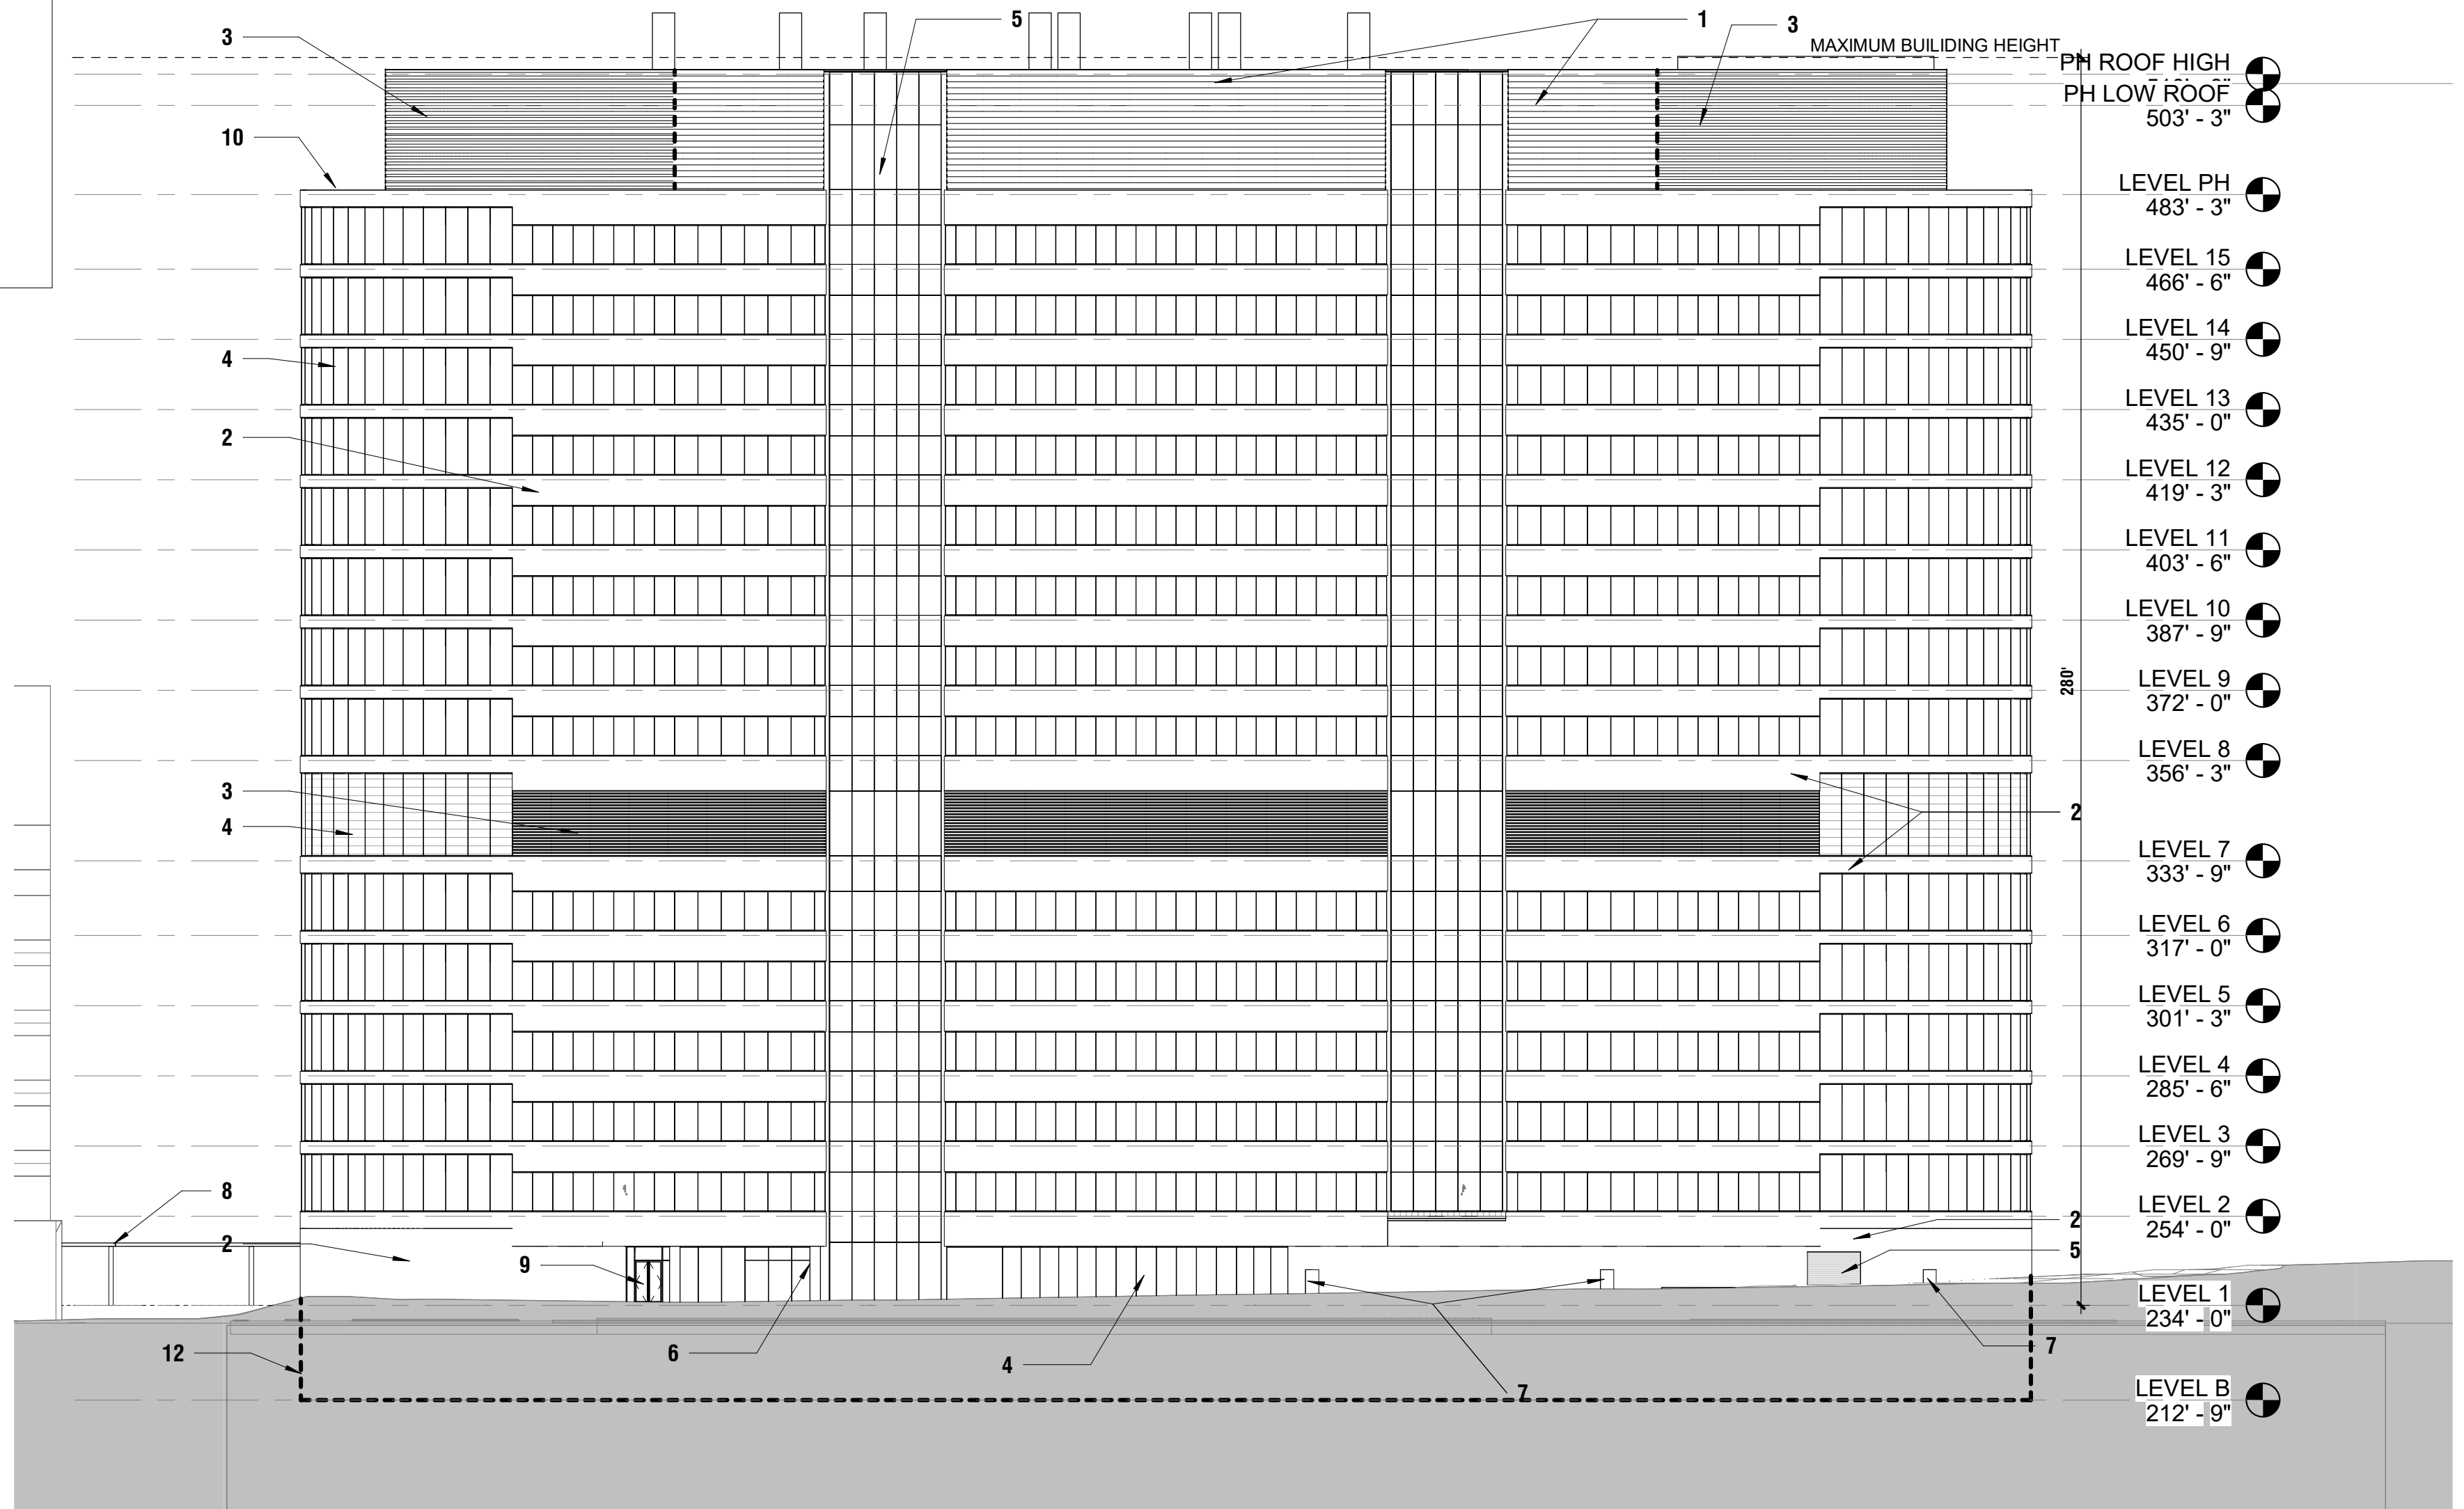 5
1
3
3
MAXIMUM BUILIDING HEIGHT
PH ROOF HIGH
PH LOW ROOF
503' - 3"
10
LEVEL PH
483' - 3"
LEVEL 15
466' - 6"
LEVEL 14
450' - 9"
4
LEVEL 13
435' - 0"
2
LEVEL 12
419' - 3"
LEVEL 11
403' - 6"
LEVEL 10
387' - 9"
280'
LEVEL 9
372' - 0"
LEVEL 8
356' - 3"
3
2
4
LEVEL 7
333' - 9"
LEVEL 6
317' - 0"
LEVEL 5
301' - 3"
LEVEL 4
285' - 6"
LEVEL 3
269' - 9"
8
LEVEL 2
254' - 0"
2
2
5
9
LEVEL 1
234' - 0"
12
6
4
7
7
LEVEL B
212' - 9"